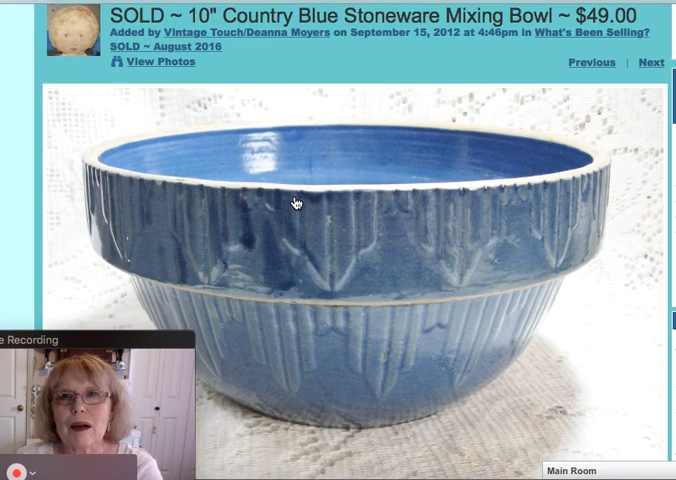 SOLD ~ 10" Country Blue Stoneware Mixing Bowl ~ $49.00
Added by Vintage Touch/Deanna Moyers on September 15, 2012 at 4:46pm in What's Been Selling?
SOLD ~ August 2016
View Photos
Previous | Next
e Recording
Main Room